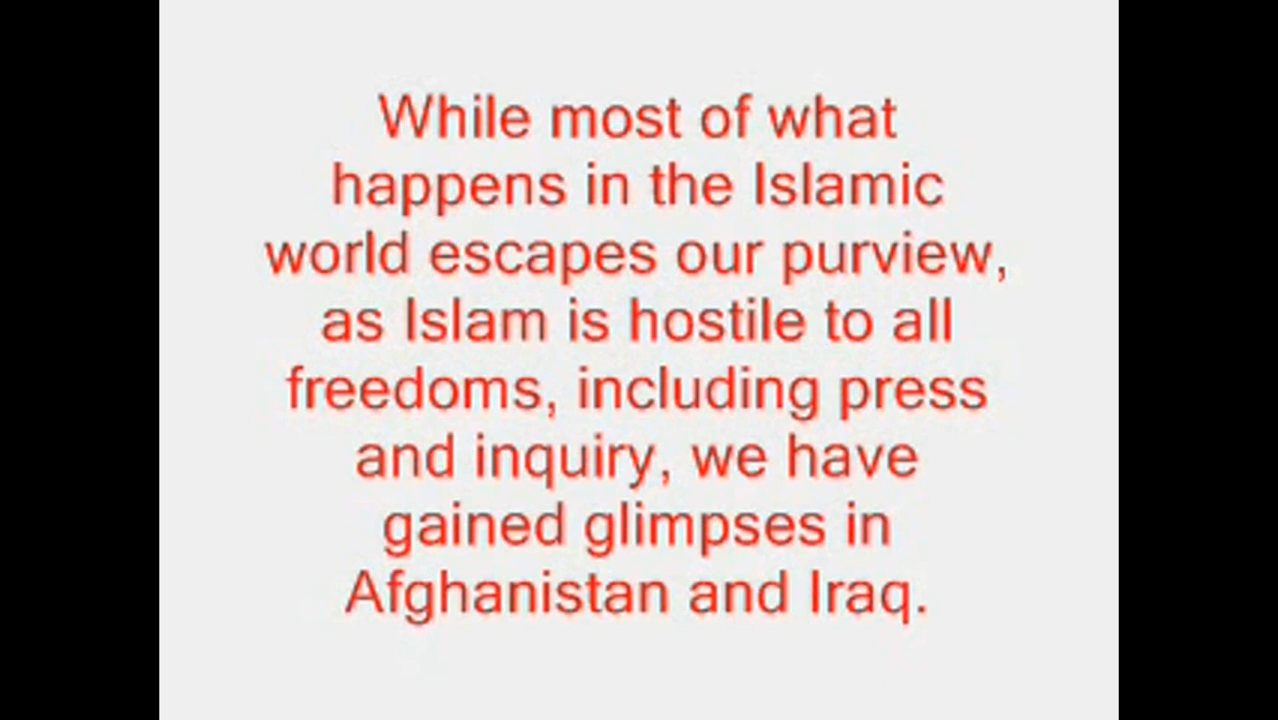 While most of what
happens in the Islamic
world escapes our purview,
as Islam is hostile to all
freedoms, including press
and inquiry, we have
gained glimpses in
Afghanistan and Iraq.